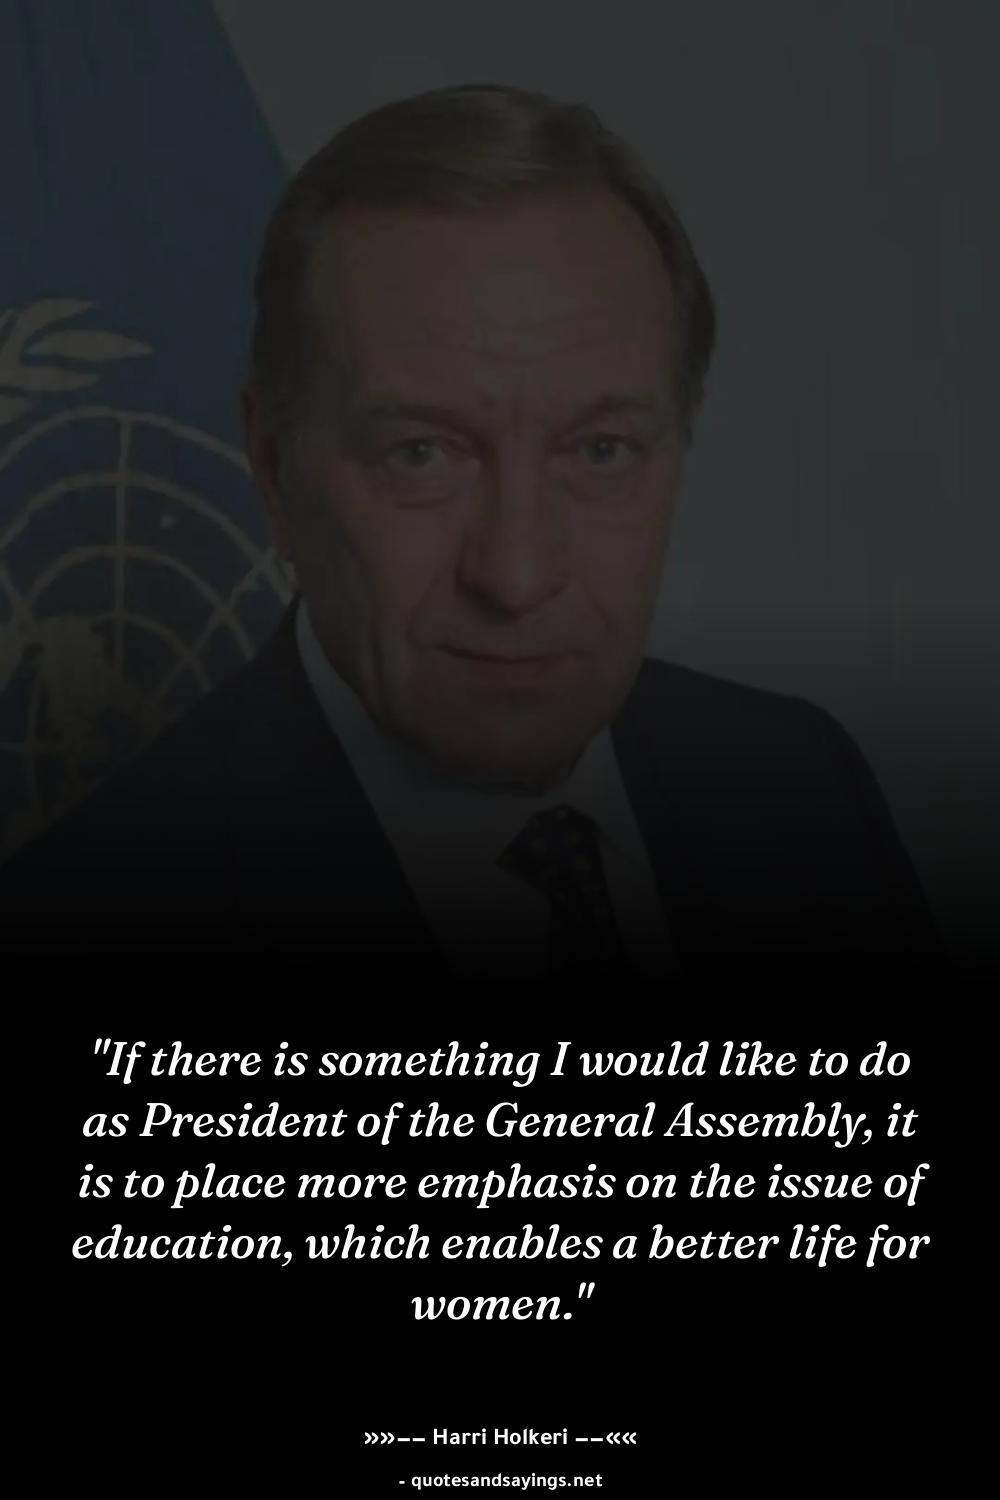 "If there is something I would like to do
as President of the General Assembly, it
is to place more emphasis on the issue of
education, which enables a better life for
women."
»»—— Harri Holkeri ——««
- quotesandsayings.net